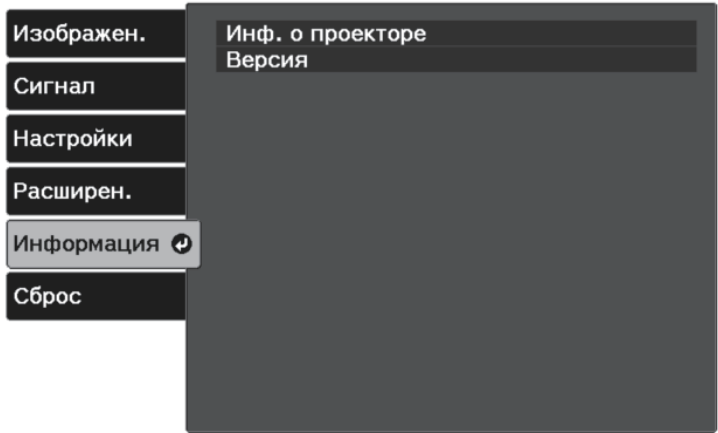 Изображен.
Сигнал
Настройки
Расширен.
Информация
Сброс
Инф. о проекторе
Версия